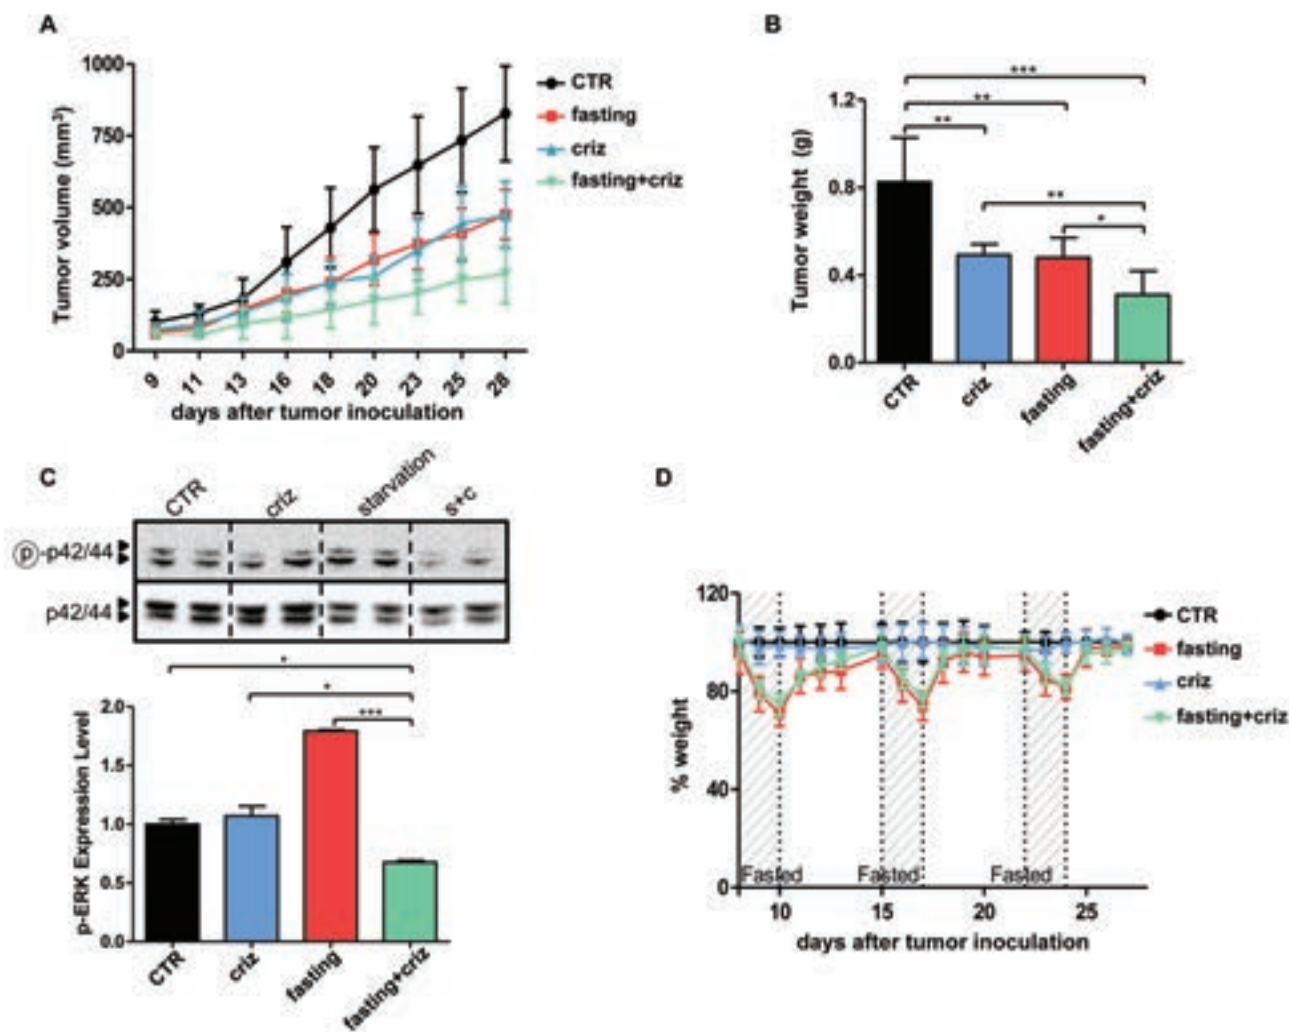 A
Tumor volume (mm³)
1000
750
500
250
0
9 11 13 16 18 20 23 25 28
days after tumor inoculation
CTR
fasting
criz
fasting+criz
B
Tumor weight (g)
1.2
0.8
0.4
0.0
***
**
**
**
*
CTR criz fasting fasting+criz
C
CTR criz starvation s+c
p-p42/44
p42/44
*
*
***
p-ERK Expression Level
2.0
1.5
1.0
0.5
0.0
CTR criz fasting fasting+criz
D
% weight
120
80
40
0
Fasted Fasted Fasted
10 15 20 25
days after tumor inoculation
CTR
fasting
criz
fasting+criz